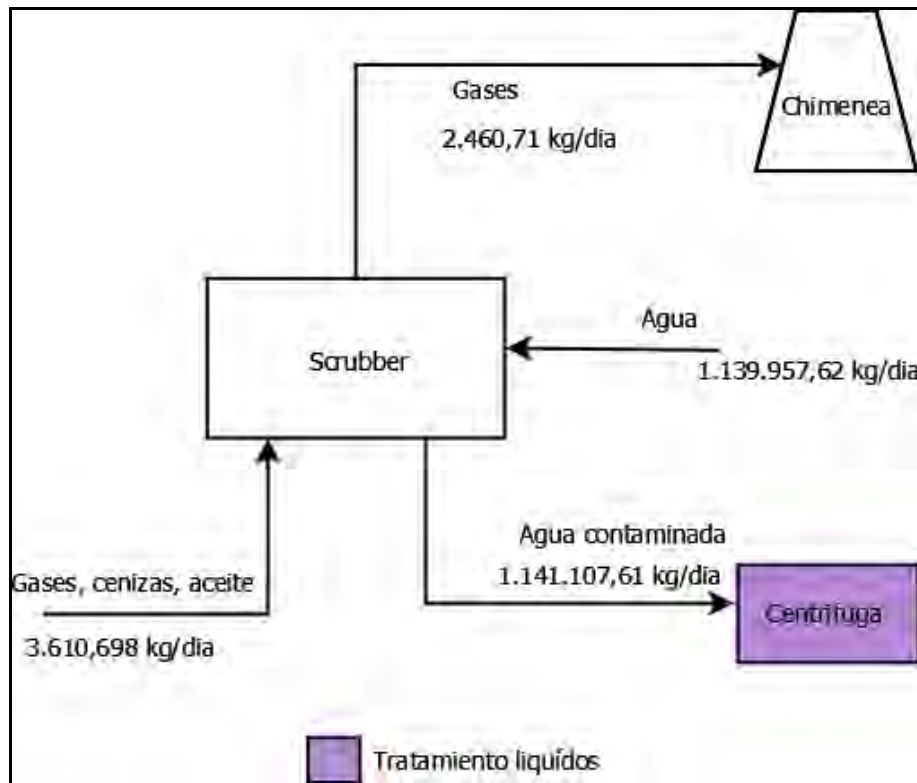 Gases
2.460,71 kg/dia
Chimenea
Scrubber
Agua
1.139.957,62 kg/dia
Gases, cenizas, aceite
3.610,698 kg/dia
Agua contaminada
1.141.107,61 kg/dia
Centrifuga
Tratamiento liquídos